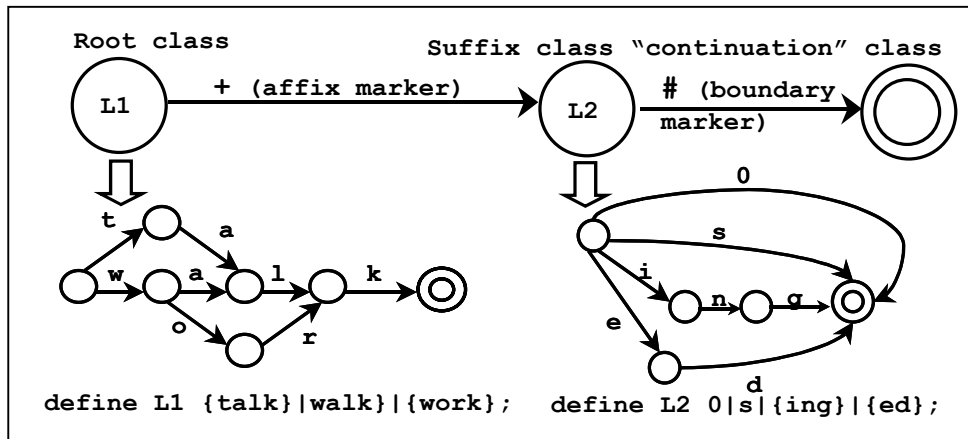 Root class
Suffix class “continuation” class
L1
+ (affix marker)
L2
# (boundary
marker)
t
a
w
a
l
k
o
r
0
s
i
n
g
e
d
define L1 {talk}|walk}|{work};
define L2 0|s|{ing}|{ed};